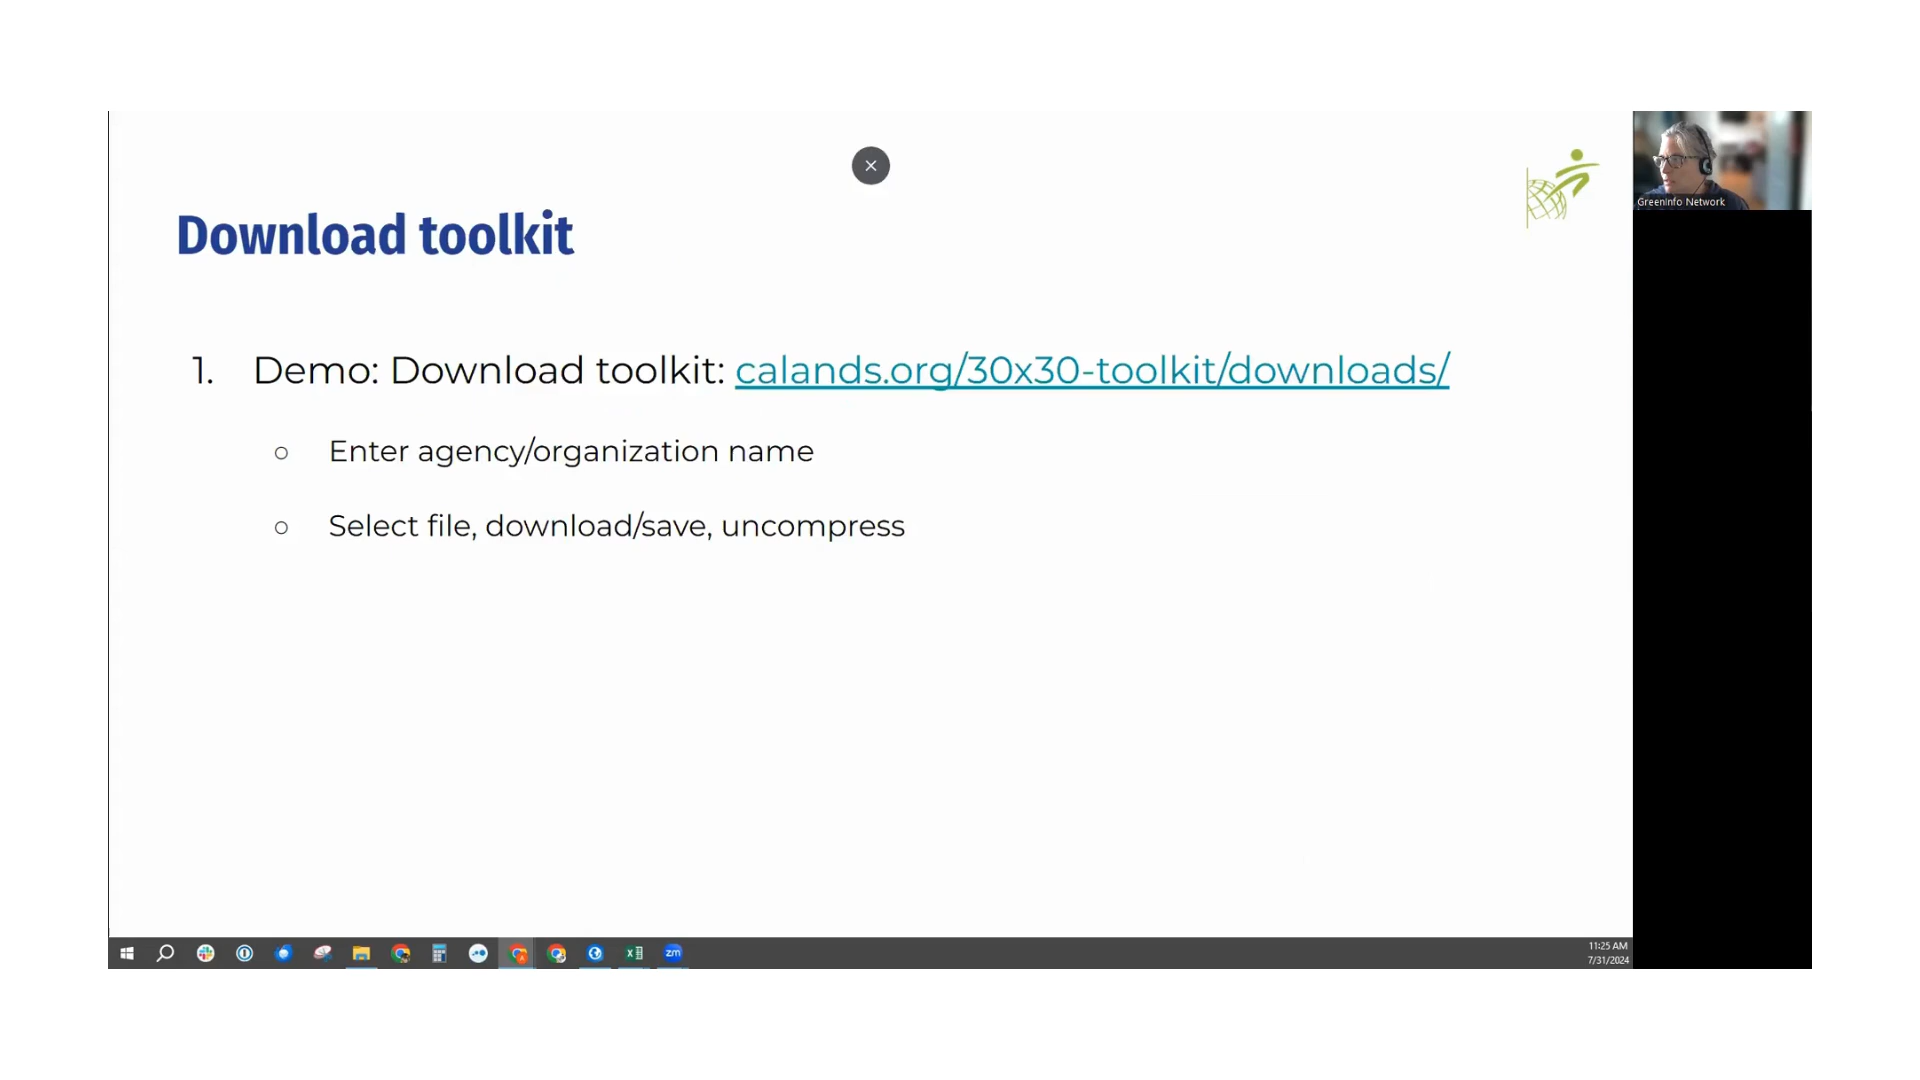 Download toolkit
1. Demo: Download toolkit: calands.org/30x30-toolkit/downloads/
○ Enter agency/organization name
○ Select file, download/save, uncompress
GreenInfo Network
zm
11:25 AM
7/31/2024